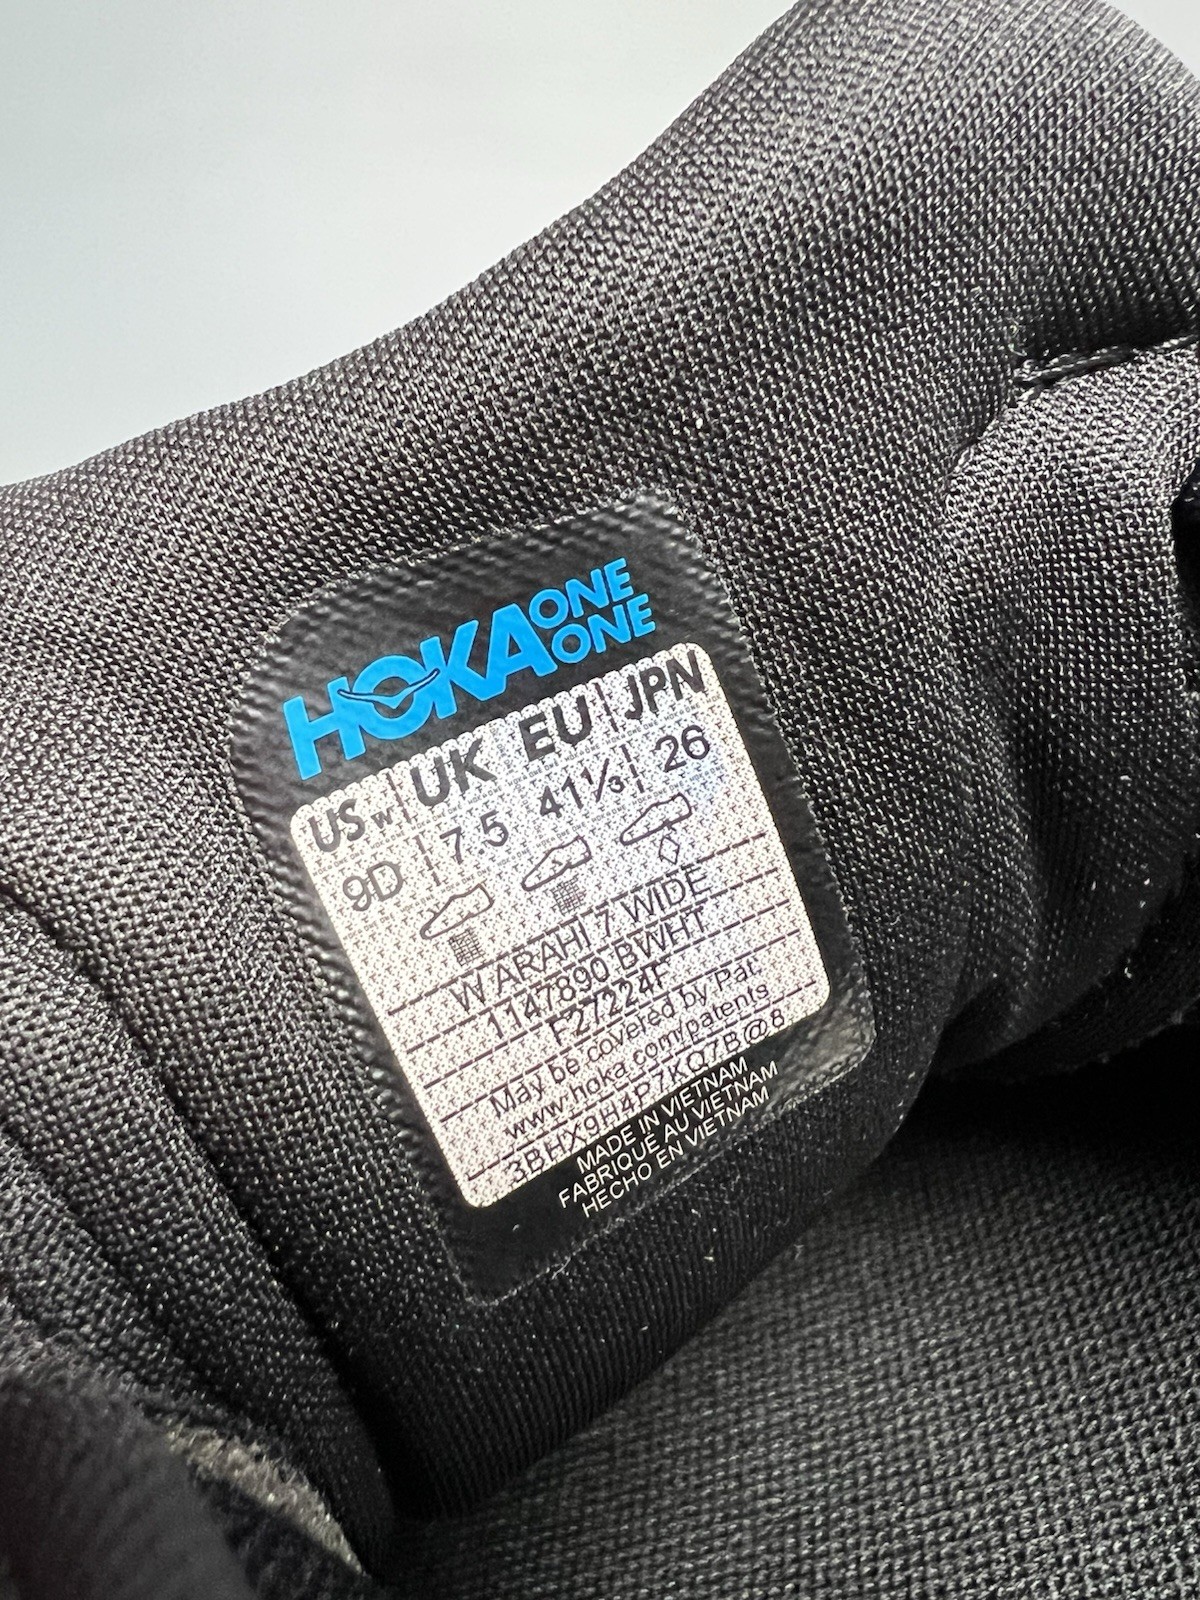 HOKA ONE ONE
US W UK EU JPN
9D 7.5 41⅓ 26
W ARAHI 7 WIDE
1147890 BWHT
F27224F
May be covered by Pat.
www.hoka.com/patents
3BHX9H4P7KQ7B@8
MADE IN VIETNAM
FABRIQUE AU VIETNAM
HECHO EN VIETNAM